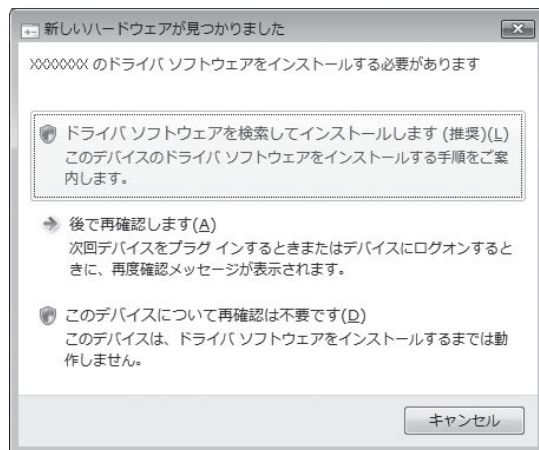 新しいハードウェアが見つかりました
XXXXXXXX のドライバ ソフトウェアをインストールする必要があります
ドライバ ソフトウェアを検索してインストールします (推奨)(L)
このデバイスのドライバ ソフトウェアをインストールする手順をご案
内します。
後で再確認します(A)
次回デバイスをプラグ インするときまたはデバイスにログオンすると
きに、再度確認メッセージが表示されます。
このデバイスについて再確認は不要です(D)
このデバイスは、ドライバ ソフトウェアをインストールするまでは動
作しません。
キャンセル